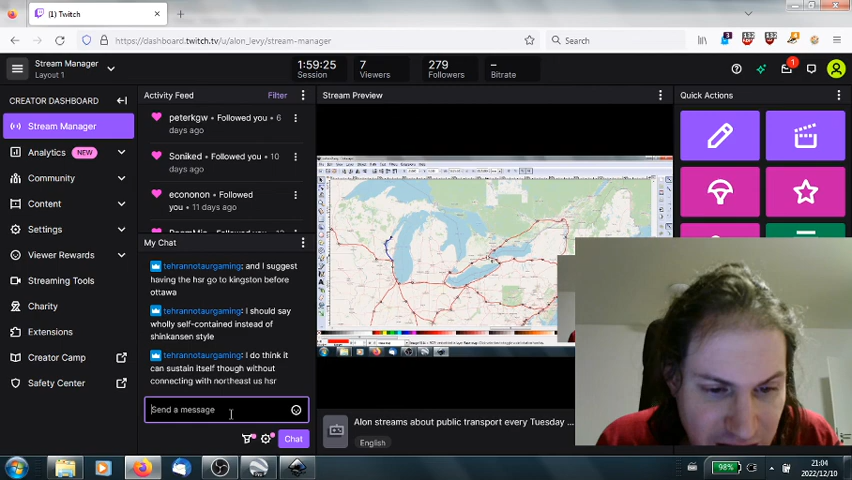 (1) Twitch
https://dashboard.twitch.tv/u/alon_levy/stream-manager
Search
Stream Manager
Layout 1
1:59:25
Session
7
Viewers
279
Followers
–
Bitrate
1
CREATOR DASHBOARD
Stream Manager
Analytics NEW
Community
Content
Settings
Viewer Rewards
Streaming Tools
Charity
Extensions
Creator Camp
Safety Center
Activity Feed
Filter
peterkgw • Followed you • 6
days ago
Soniked • Followed you • 10
days ago
econonon • Followed
you • 11 days ago
My Chat
tehrannotaurgaming: and I suggest
having the hsr go to kingston before
ottawa
tehrannotaurgaming: I should say
wholly self-contained instead of
shinkansen style
tehrannotaurgaming: I do think it
can sustain itself though without
connecting with northeast us hsr
Send a message
Chat
Stream Preview
Alon streams about public transport every Tuesday ...
English
Quick Actions
98%
21:04
2022/12/10